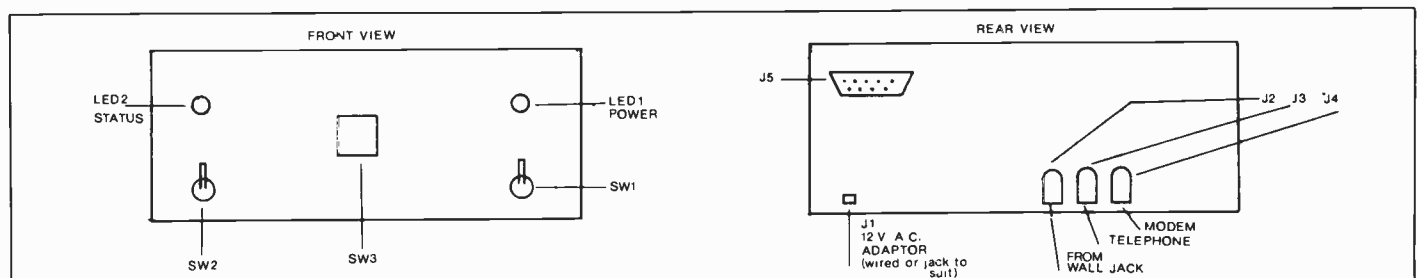 FRONT VIEW
LED2
STATUS
LED1
POWER
SW1
SW2
SW3
REAR VIEW
J5
J2 J3 J4
J1
12V A.C.
ADAPTOR
(wired or jack to
suit)
FROM
WALL JACK
TELEPHONE
MODEM